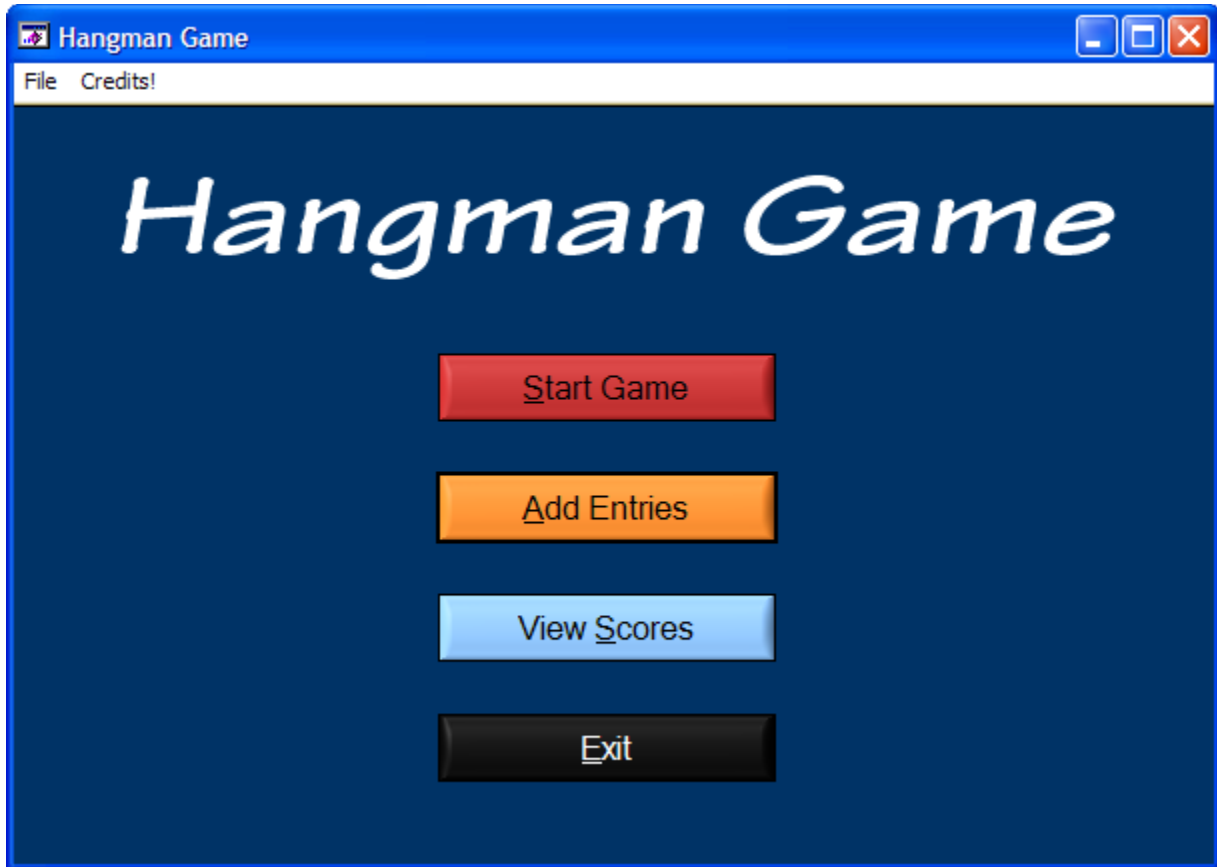 Hangman Game
File Credits!
Hangman Game
Start Game
Add Entries
View Scores
Exit